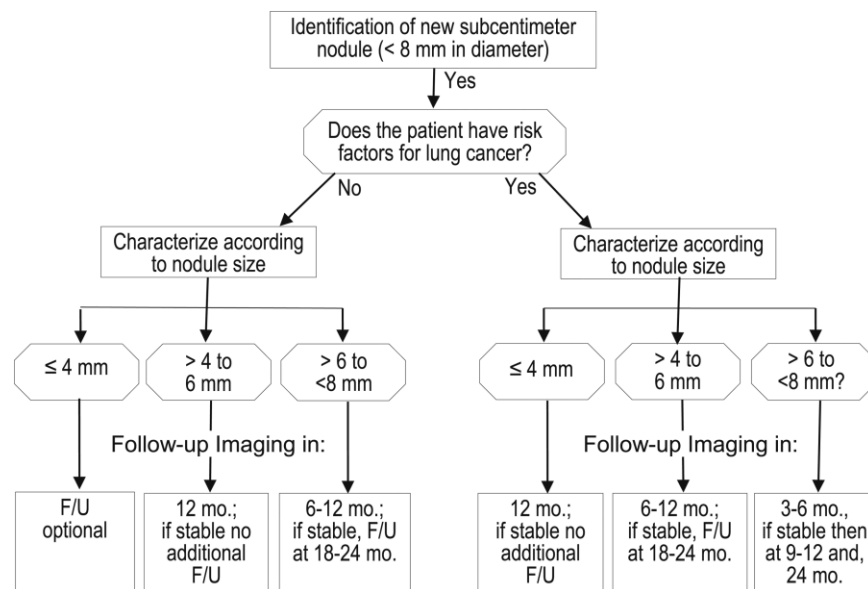 Identification of new subcentimeter
nodule (< 8 mm in diameter)
Yes
Does the patient have risk
factors for lung cancer?
No
Yes
Characterize according
to nodule size
Characterize according
to nodule size
≤ 4 mm
> 4 to
6 mm
> 6 to
<8 mm
≤ 4 mm
> 4 to
6 mm
> 6 to
<8 mm?
Follow-up Imaging in:
Follow-up Imaging in:
F/U
optional
12 mo.;
if stable no
additional
F/U
6-12 mo.;
if stable, F/U
at 18-24 mo.
12 mo.;
if stable no
additional
F/U
6-12 mo.;
if stable, F/U
at 18-24 mo.
3-6 mo.,
if stable then
at 9-12 and,
24 mo.